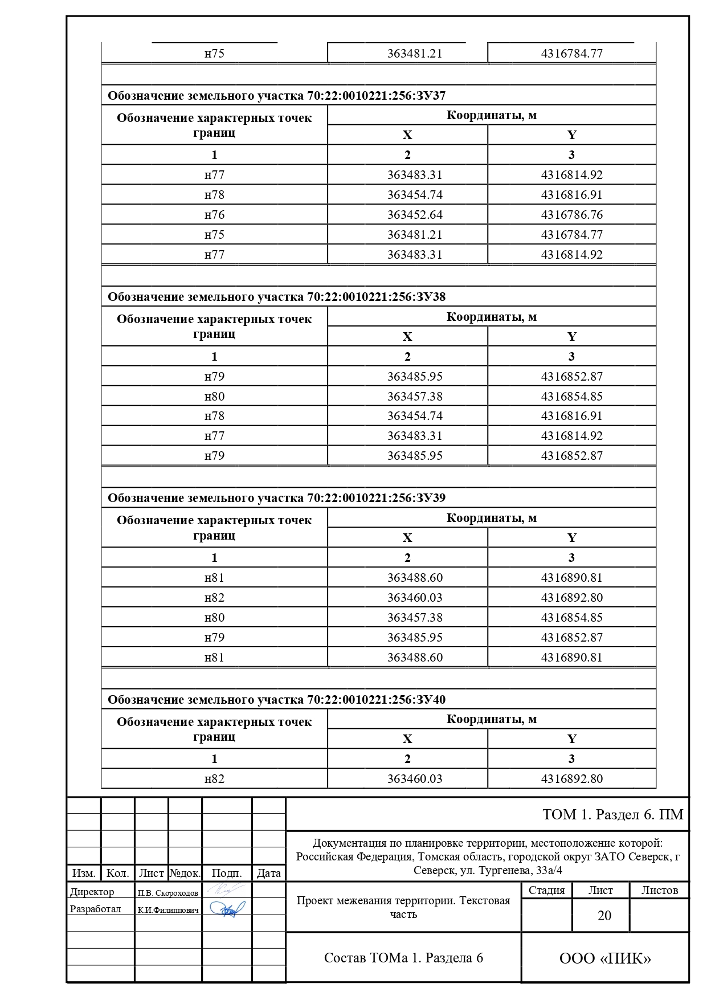 н75 363481.21 4316784.77
Обозначение земельного участка 70:22:0010221:256:ЗУ37
Обозначение характерных точек границ Координаты, м
X Y
1 2 3
н77 363483.31 4316814.92
н78 363454.74 4316816.91
н76 363452.64 4316786.76
н75 363481.21 4316784.77
н77 363483.31 4316814.92
Обозначение земельного участка 70:22:0010221:256:ЗУ38
Обозначение характерных точек границ Координаты, м
X Y
1 2 3
н79 363485.95 4316852.87
н80 363457.38 4316854.85
н78 363454.74 4316816.91
н77 363483.31 4316814.92
н79 363485.95 4316852.87
Обозначение земельного участка 70:22:0010221:256:ЗУ39
Обозначение характерных точек границ Координаты, м
X Y
1 2 3
н81 363488.60 4316890.81
н82 363460.03 4316892.80
н80 363457.38 4316854.85
н79 363485.95 4316852.87
н81 363488.60 4316890.81
Обозначение земельного участка 70:22:0010221:256:ЗУ40
Обозначение характерных точек границ Координаты, м
X Y
1 2 3
н82 363460.03 4316892.80
ТОМ 1. Раздел 6. ПМ
Документация по планировке территории, местоположение которой:
Российская Федерация, Томская область, городской округ ЗАТО Северск, г
Северск, ул. Тургенева, 33а/4
Изм. Кол. Лист №док. Подп. Дата
Директор П.В. Скороходов
Разработал К.И.Филиппович
Проект межевания территории. Текстовая
часть
Стадия Лист Листов
20
Состав ТОМа 1. Раздела 6
ООО «ПИК»